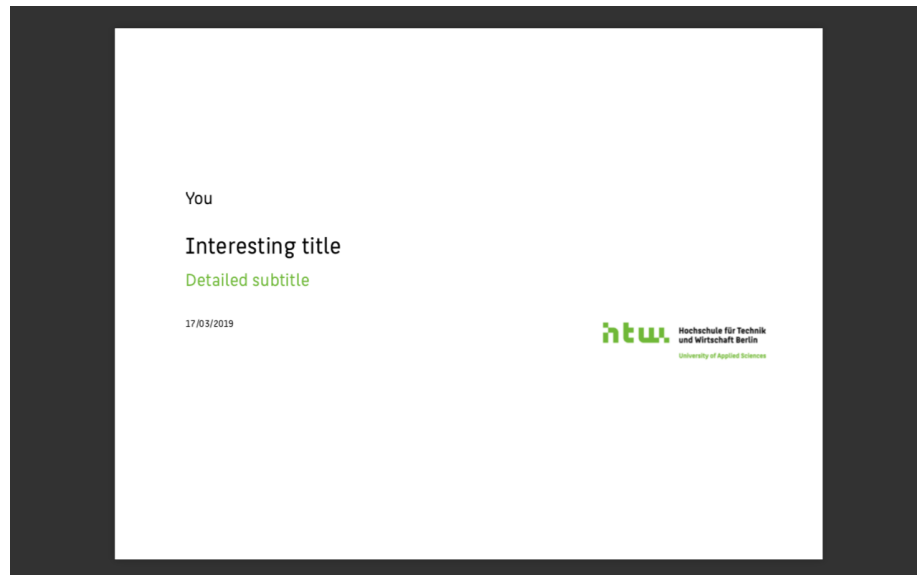 You
Interesting title
Detailed subtitle
17/03/2019
htw.
Hochschule für Technik
und Wirtschaft Berlin
University of Applied Sciences